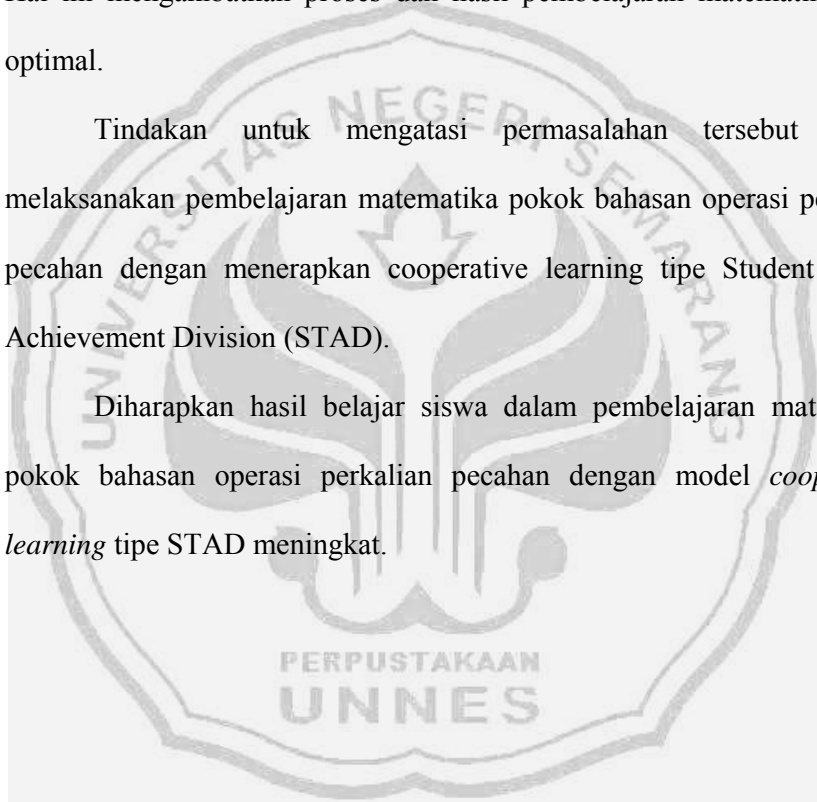 Hal ini mengakibatkan proses dan hasil pembelajaran matemati
optimal.
Tindakan untuk mengatasi permasalahan tersebut
melaksanakan pembelajaran matematika pokok bahasan operasi pe
pecahan dengan menerapkan cooperative learning tipe Student
Achievement Division (STAD).
Diharapkan hasil belajar siswa dalam pembelajaran mat
pokok bahasan operasi perkalian pecahan dengan model coop
learning tipe STAD meningkat.
UNIVERSITAS NEGERI SEMARANG
PERPUSTAKAAN
UNNES